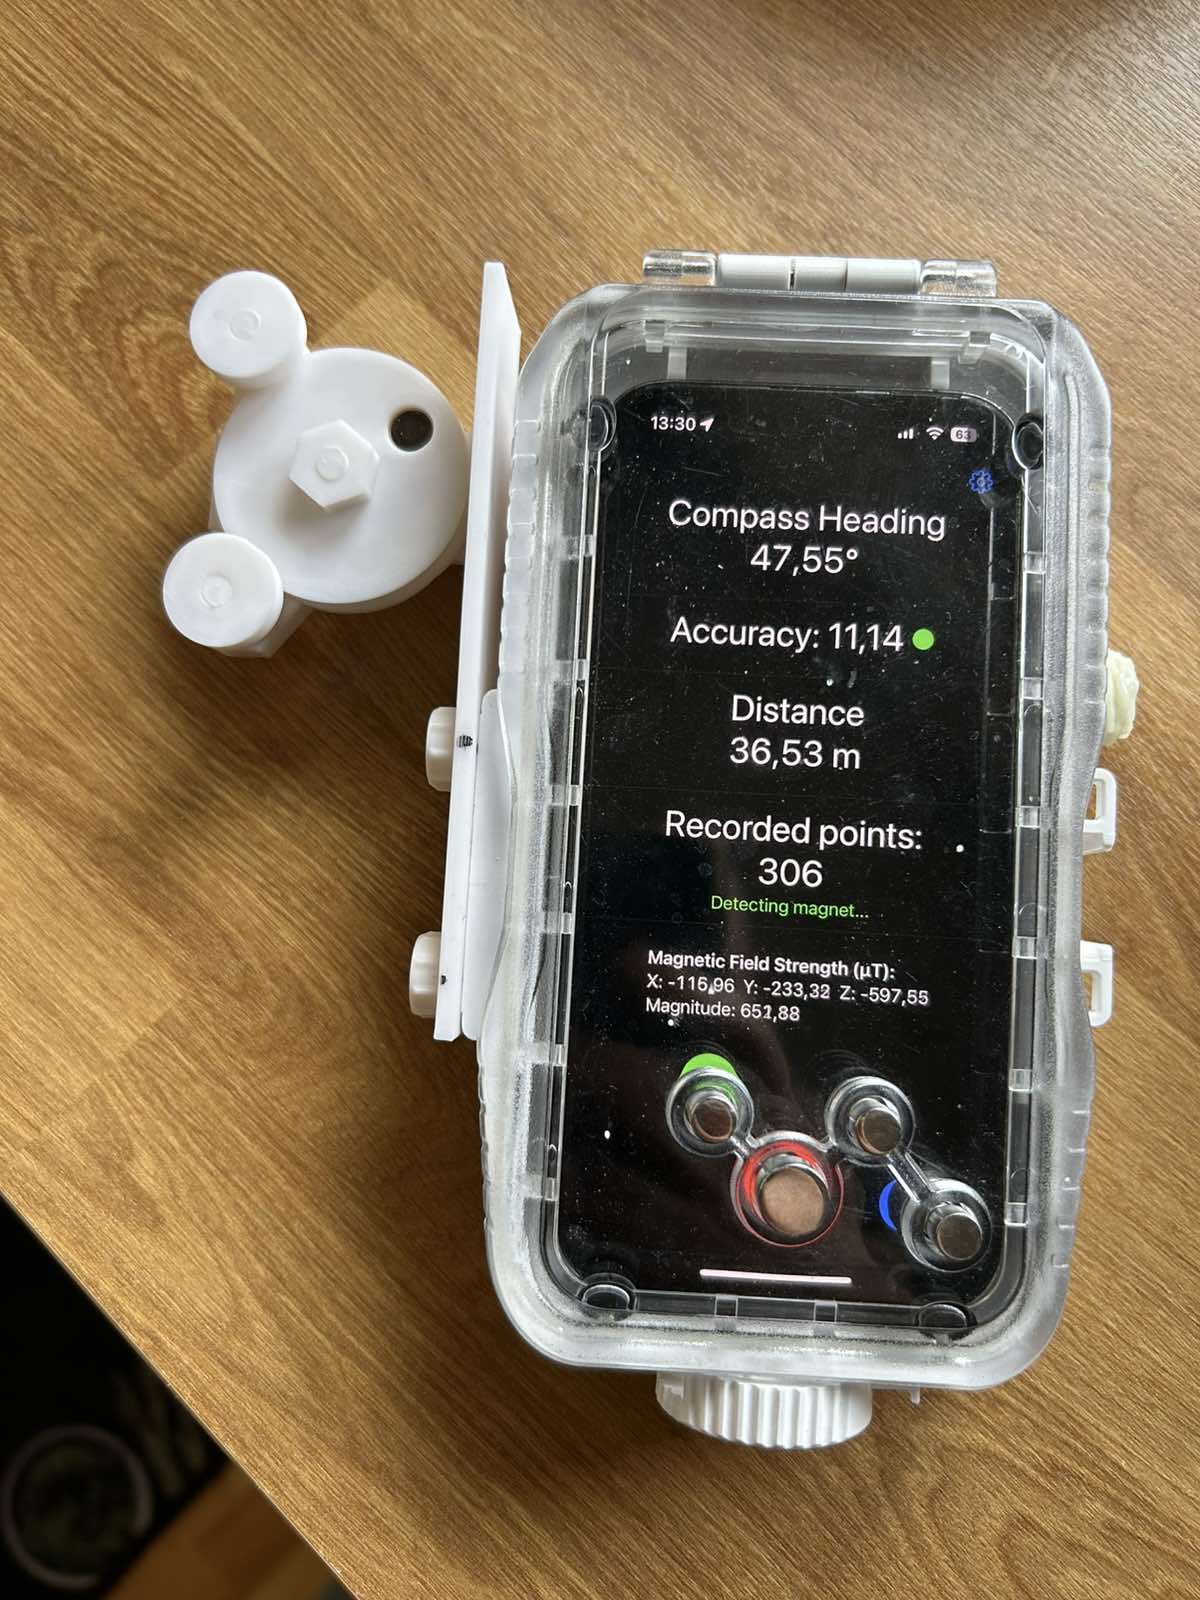 13:30
63
Compass Heading
47,55°
Accuracy: 11,14
Distance
36,53 m
Recorded points:
306
Detecting magnet...
Magnetic Field Strength (µT):
X: -116,96 Y: -233,32 Z: -597,55
Magnitude: 651,88